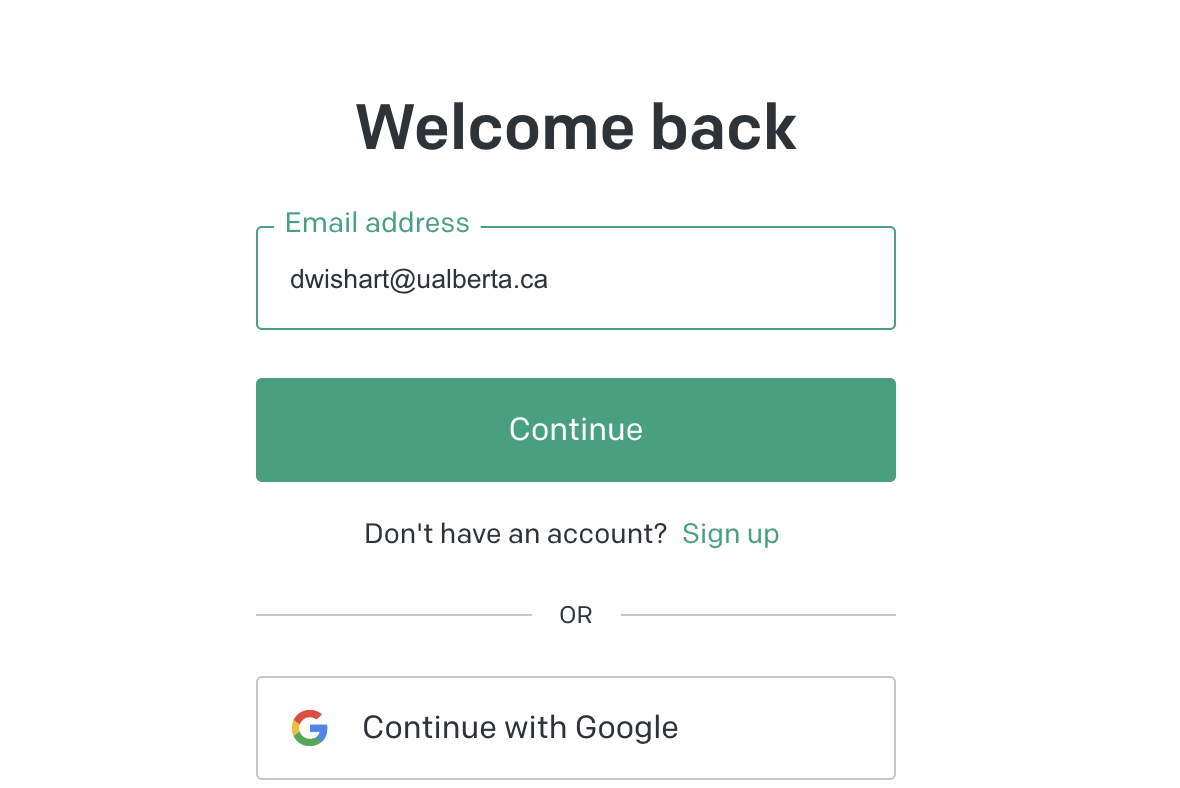 Welcome back
Email address
dwishart@ualberta.ca
Continue
Don't have an account? Sign up
OR
Continue with Google